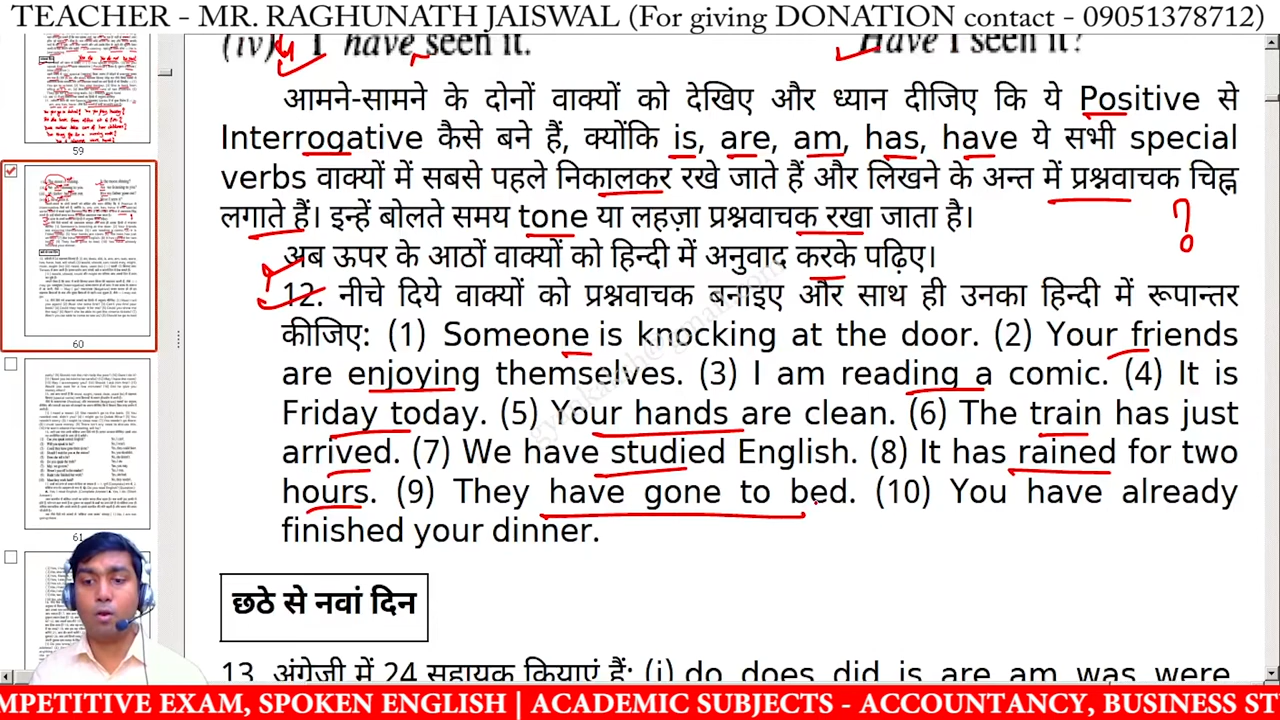 TEACHER - MR. RAGHUNATH JAISWAL (For giving DONATION contact - 09051378712)
(iv) I have seen it. Have I seen it?
आमने-सामने के दोनों वाक्यों को देखिए और ध्यान दीजिए कि ये Positive से
Interrogative कैसे बने हैं, क्योंकि is, are, am, has, have ये सभी special
verbs वाक्यों में सबसे पहले निकालकर रखे जाते हैं और लिखने के अन्त में प्रश्नवाचक चिह्न
लगाते हैं। इन्हें बोलते समय tone या लहज़ा प्रश्नवाचक रखा जाता है।
?
अब ऊपर के आठों वाक्यों को हिन्दी में अनुवाद करके पढ़िए।
12. नीचे दिये वाक्यों को प्रश्नवाचक बनाइए और साथ ही उनका हिन्दी में रूपान्तर
कीजिए: (1) Someone is knocking at the door. (2) Your friends
are enjoying themselves. (3) I am reading a comic. (4) It is
Friday today. (5) Your hands are clean. (6) The train has just
arrived. (7) We have studied English. (8) It has rained for two
hours. (9) They have gone to bed. (10) You have already
finished your dinner.
छठे से नवां दिन
13. अंग्रेजी में 24 सहायक क्रियाएं हैं: (i) do does did is are am was were
59
60
61
MPETITIVE EXAM, SPOKEN ENGLISH | ACADEMIC SUBJECTS - ACCOUNTANCY, BUSINESS ST